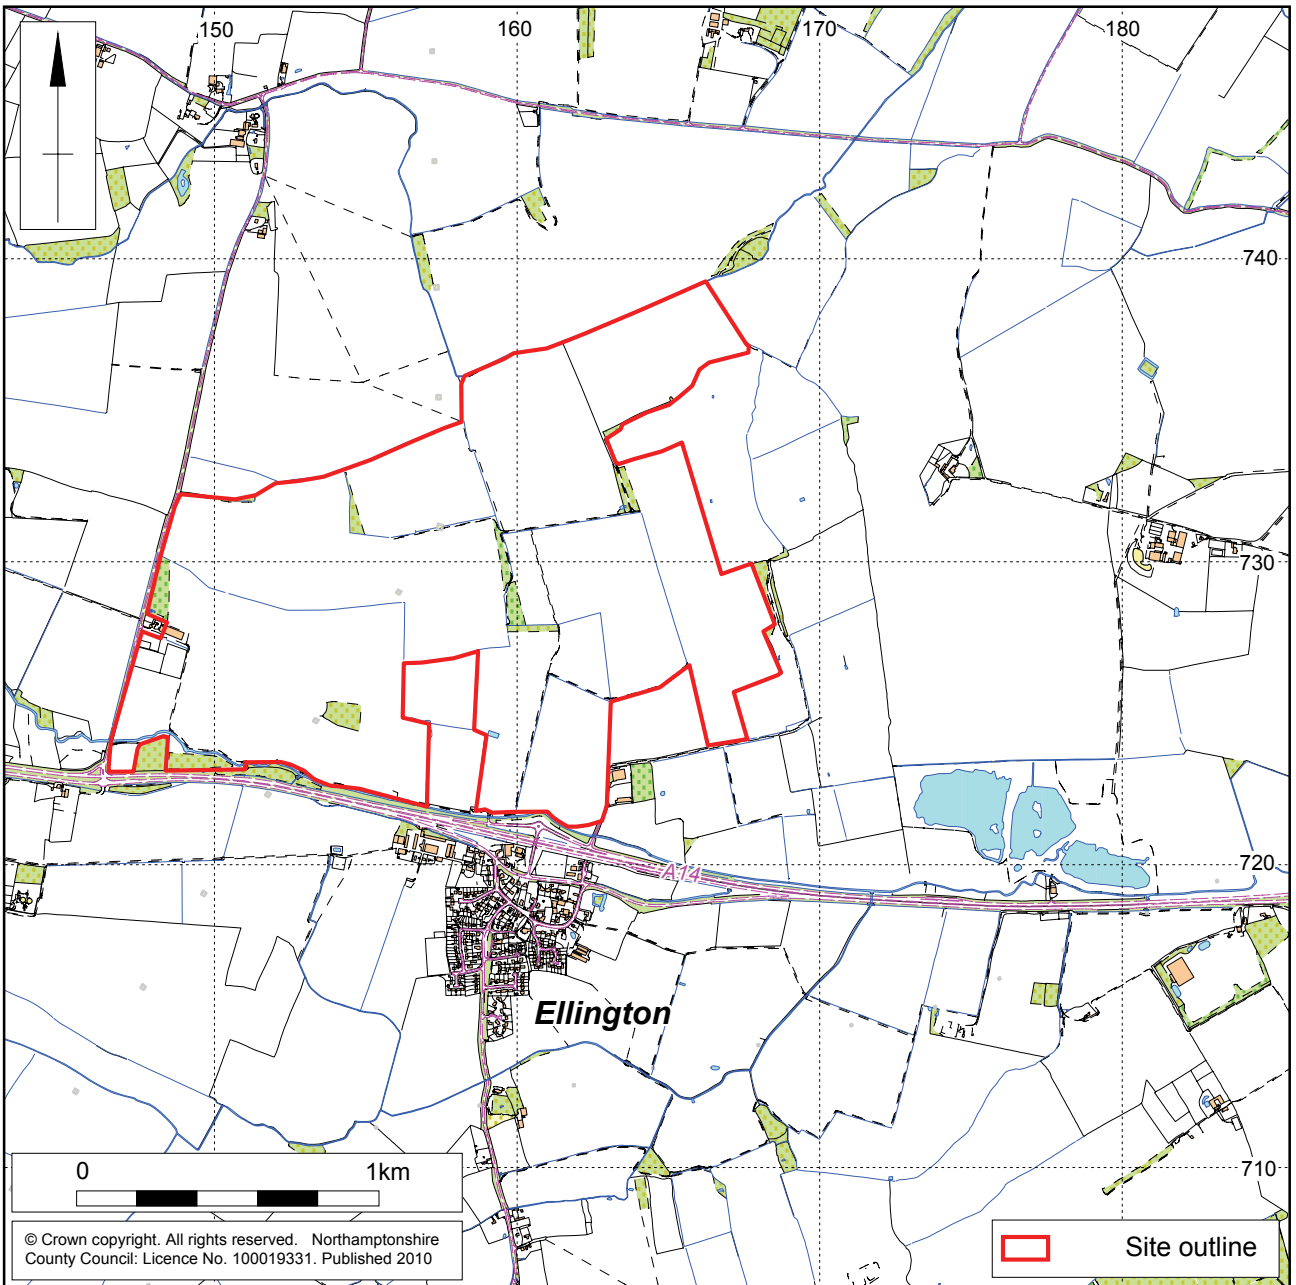 150
160
170
180
740
730
720
A14
Ellington
710
0
1km
© Crown copyright. All rights reserved. Northamptonshire
County Council: Licence No. 100019331. Published 2010
Site outline